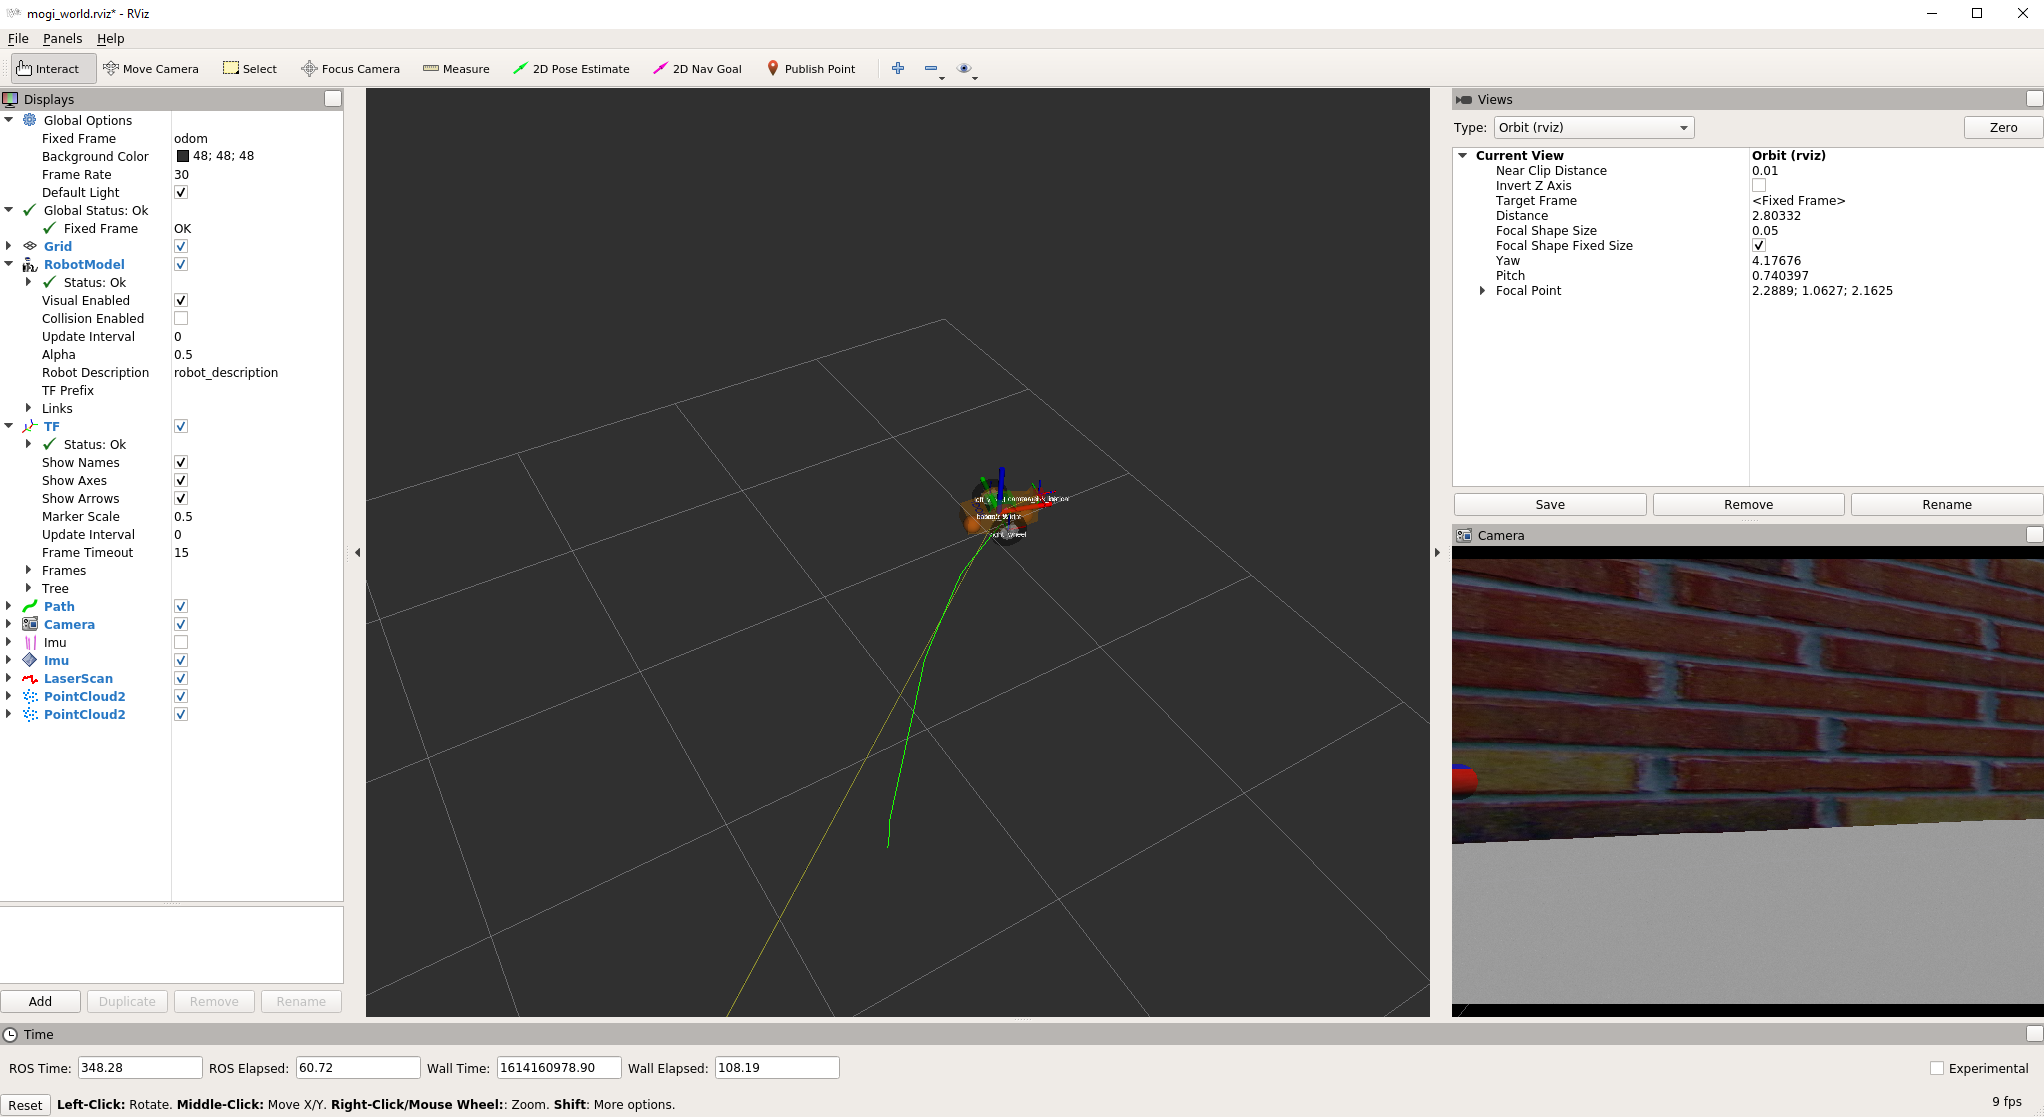 mogi_world.rviz* - RViz
File Panels Help
Interact Move Camera Select Focus Camera Measure 2D Pose Estimate 2D Nav Goal Publish Point
Displays
Global Options
Fixed Frame odom
Background Color 48; 48; 48
Frame Rate 30
Default Light
Global Status: Ok
Fixed Frame OK
Grid
RobotModel
Status: Ok
Visual Enabled
Collision Enabled
Update Interval 0
Alpha 0.5
Robot Description robot_description
TF Prefix
Links
TF
Status: Ok
Show Names
Show Axes
Show Arrows
Marker Scale 0.5
Update Interval 0
Frame Timeout 15
Frames
Tree
Path
Camera
Imu
Imu
LaserScan
PointCloud2
PointCloud2
Add Duplicate Remove Rename
Views
Type: Orbit (rviz) Zero
Current View Orbit (rviz)
Near Clip Distance 0.01
Invert Z Axis
Target Frame <Fixed Frame>
Distance 2.80332
Focal Shape Size 0.05
Focal Shape Fixed Size
Yaw 4.17676
Pitch 0.740397
Focal Point 2.2889; 1.0627; 2.1625
Save Remove Rename
Camera
Time
ROS Time: 348.28 ROS Elapsed: 60.72 Wall Time: 1614160978.90 Wall Elapsed: 108.19 Experimental
Reset Left-Click: Rotate. Middle-Click: Move X/Y. Right-Click/Mouse Wheel:: Zoom. Shift: More options. 9 fps